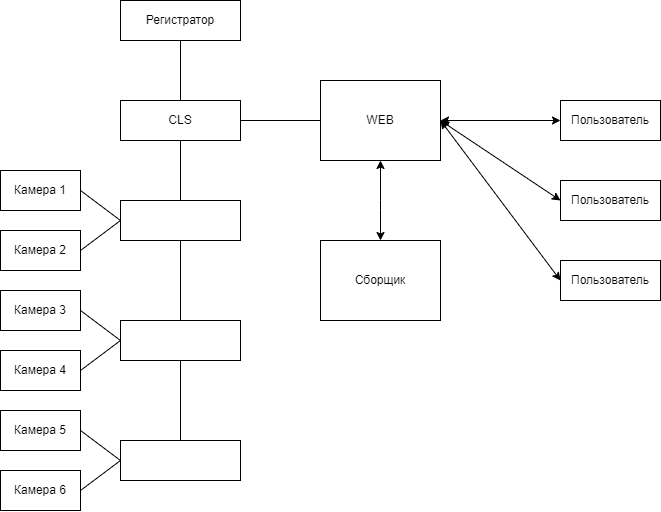 Регистратор
CLS
WEB
Пользователь
Камера 1
Пользователь
Камера 2
Сборщик
Пользователь
Камера 3
Камера 4
Камера 5
Камера 6